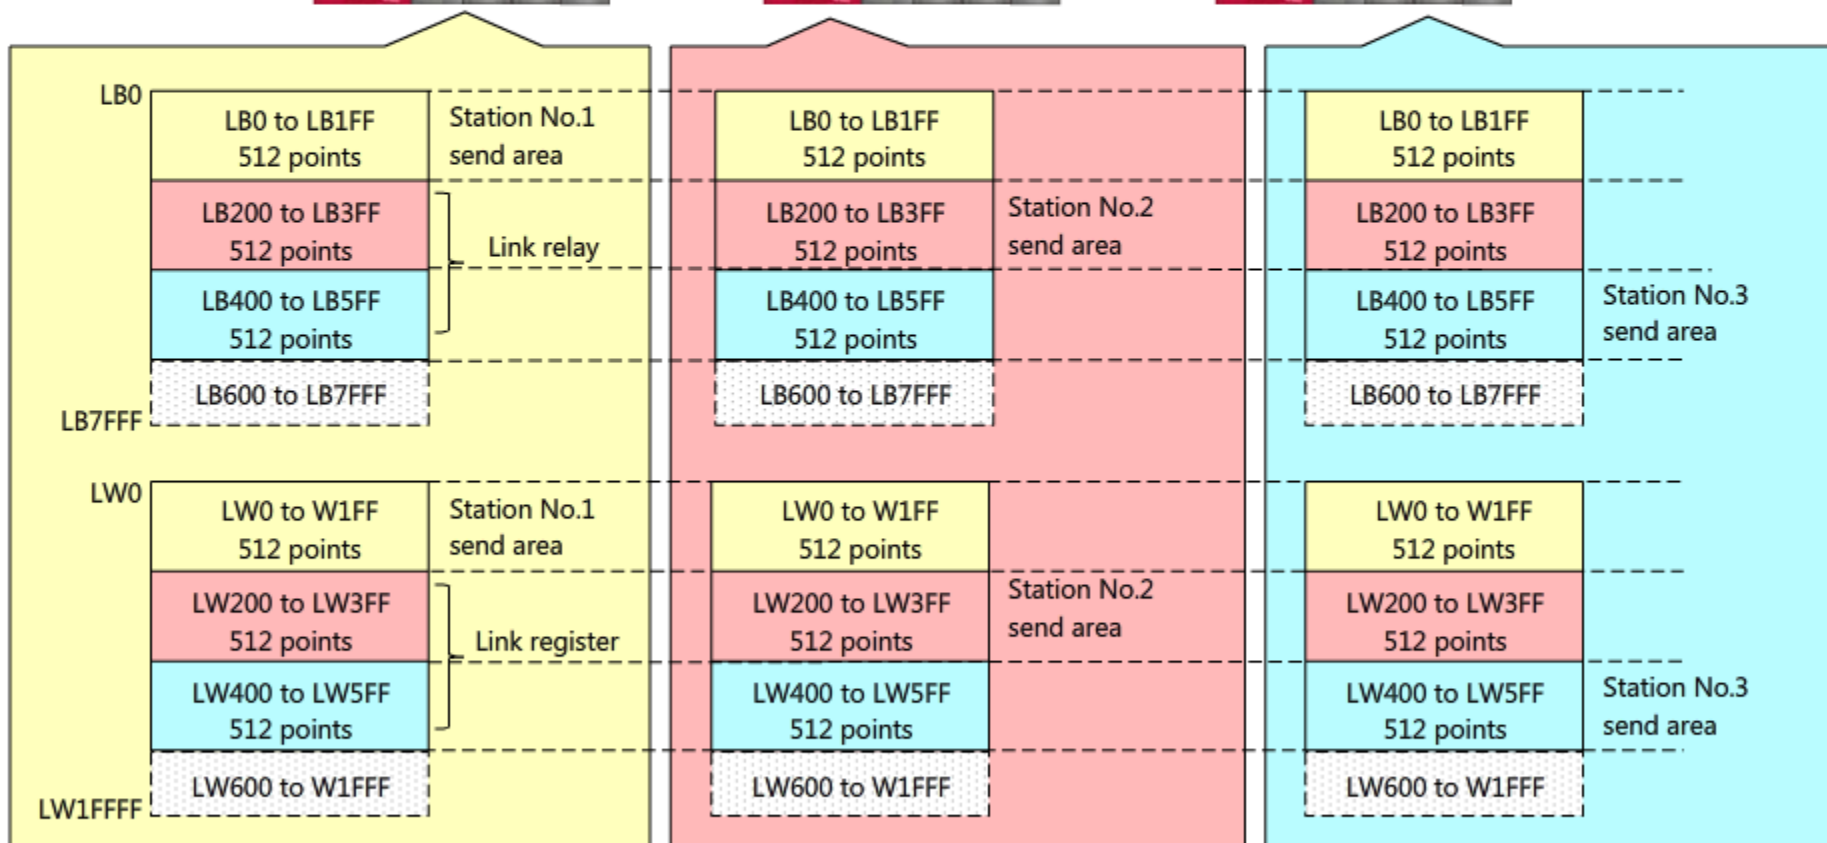 LB0
LB0 to LB1FF
512 points
Station No.1
send area
LB200 to LB3FF
512 points
Link relay
LB400 to LB5FF
512 points
LB600 to LB7FFF
LB7FFF
LW0
LW0 to W1FF
512 points
Station No.1
send area
LW200 to LW3FF
512 points
Link register
LW400 to LW5FF
512 points
LW600 to W1FFF
LW1FFFF
LB0 to LB1FF
512 points
LB200 to LB3FF
512 points
Station No.2
send area
LB400 to LB5FF
512 points
LB600 to LB7FFF
LW0 to W1FF
512 points
LW200 to LW3FF
512 points
Station No.2
send area
LW400 to LW5FF
512 points
LW600 to W1FFF
LB0 to LB1FF
512 points
LB200 to LB3FF
512 points
LB400 to LB5FF
512 points
Station No.3
send area
LB600 to LB7FFF
LW0 to W1FF
512 points
LW200 to LW3FF
512 points
LW400 to LW5FF
512 points
Station No.3
send area
LW600 to W1FFF